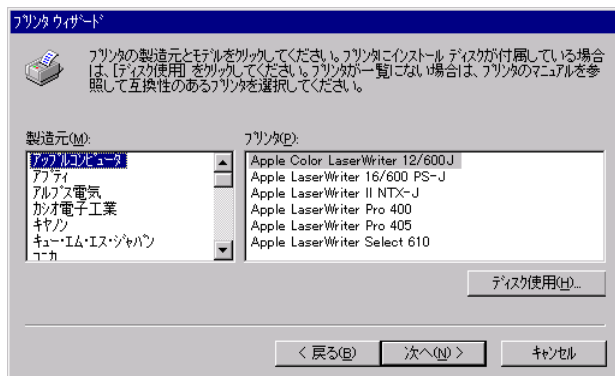 プリンタ ウィザード
プリンタの製造元とモデルをクリックしてください。プリンタにインストール ディスクが付属している場合
は、[ディスク使用] をクリックしてください。プリンタが一覧にない場合は、プリンタのマニュアルを参
照して互換性のあるプリンタを選択してください。
製造元(M):
アップルコンピュータ
アプティ
アルプス電気
カシオ電子工業
キヤノン
キュー・エム・エス・ジャパン
コニカ
プリンタ(P):
Apple Color LaserWriter 12/600J
Apple LaserWriter 16/600 PS-J
Apple LaserWriter II NTX-J
Apple LaserWriter Pro 400
Apple LaserWriter Pro 405
Apple LaserWriter Select 610
ディスク使用(H)...
< 戻る(B)
次へ(N) >
キャンセル